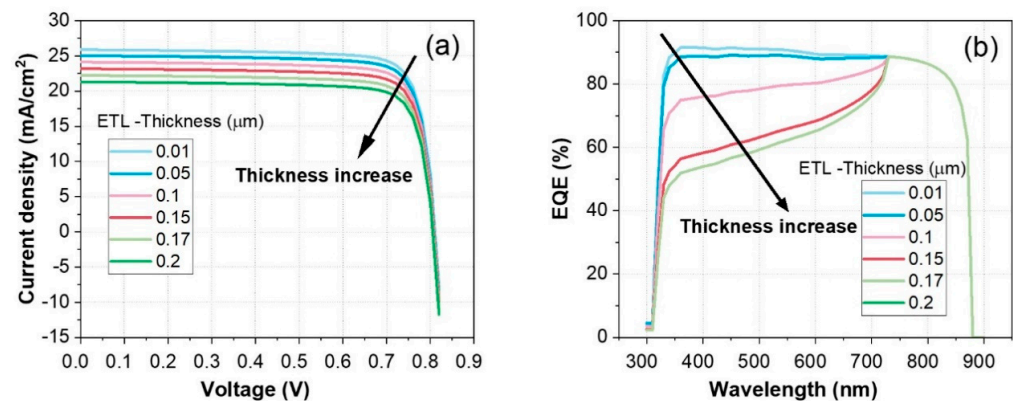 (a)
Current density (mA/cm²)
30
25
20
15
10
5
0
-5
-10
-15
ETL -Thickness (μm)
0.01
0.05
0.1
0.15
0.17
0.2
Thickness increase
0.0 0.1 0.2 0.3 0.4 0.5 0.6 0.7 0.8 0.9
Voltage (V)
(b)
EQE (%)
100
80
60
40
20
0
ETL -Thickness (μm)
Thickness increase
0.01
0.05
0.1
0.15
0.17
0.2
300 400 500 600 700 800 900
Wavelength (nm)